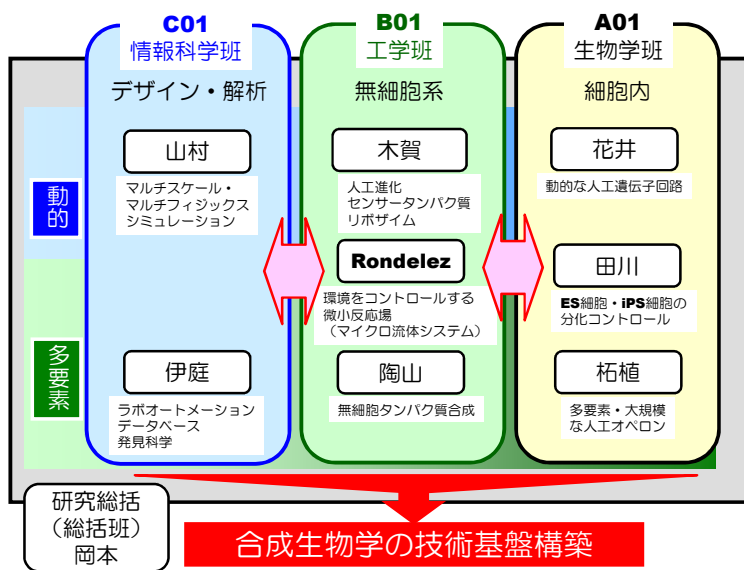 C01
情報科学班
デザイン・解析
山村
マルチスケール・
マルチフィジックス
シミュレーション
伊庭
ラボオートメーション
データベース
発見科学
B01
工学班
無細胞系
木賀
人工進化
センサータンパク質
リボザイム
Rondelez
環境をコントロールする
微小反応場
（マイクロ流体システム）
陶山
無細胞タンパク質合成
A01
生物学班
細胞内
花井
動的な人工遺伝子回路
田川
ES細胞・iPS細胞の
分化コントロール
柘植
多要素・大規模
な人工オペロン
動的
多要素
研究総括
（総括班）
岡本
合成生物学の技術基盤構築